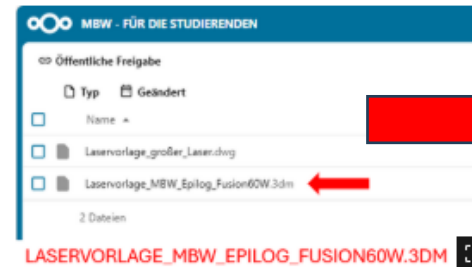 MBW - FÜR DIE STUDIERENDEN
Öffentliche Freigabe
Typ Geändert
Name
Laservorlage_großer_Laser.dwg
Laservorlage_MBW_Epilog_Fusion60W.3dm
2 Dateien
LASERVORLAGE_MBW_EPILOG_FUSION60W.3DM